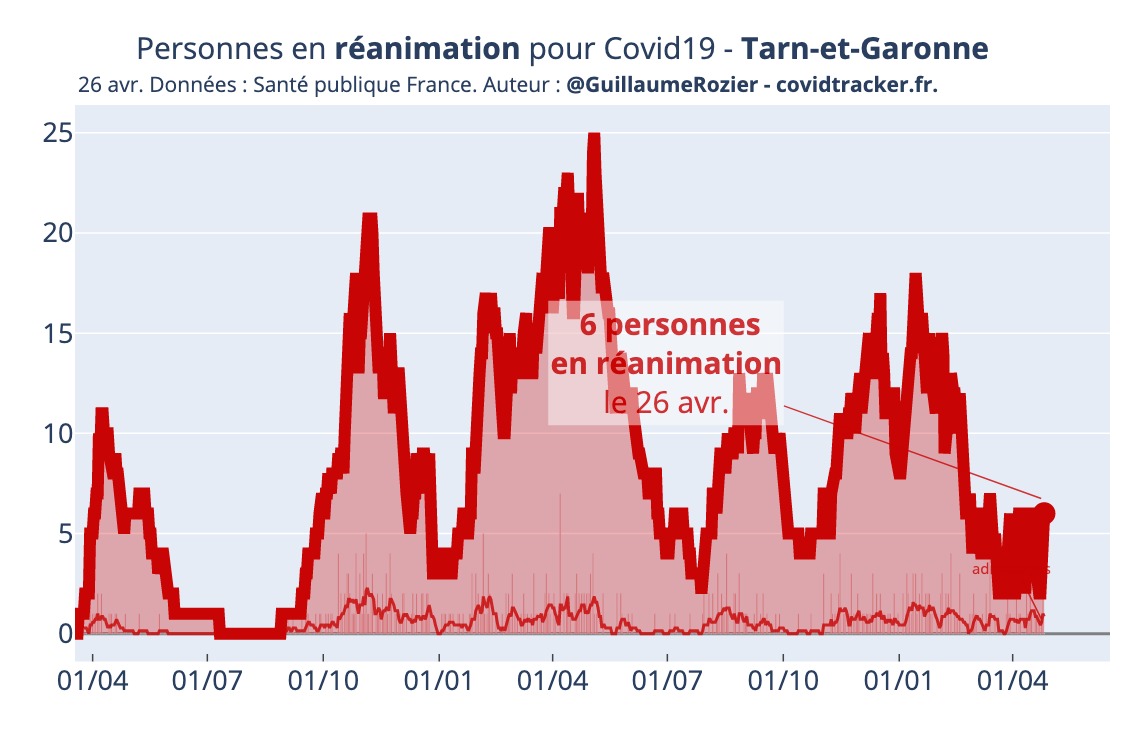 Personnes en réanimation pour Covid19 - Tarn-et-Garonne
26 avr. Données : Santé publique France. Auteur : @GuillaumeRozier - covidtracker.fr.
25
20
15
10
5
0
6 personnes
en réanimation
le 26 avr.
01/04 01/07 01/10 01/01 01/04 01/07 01/10 01/01 01/04